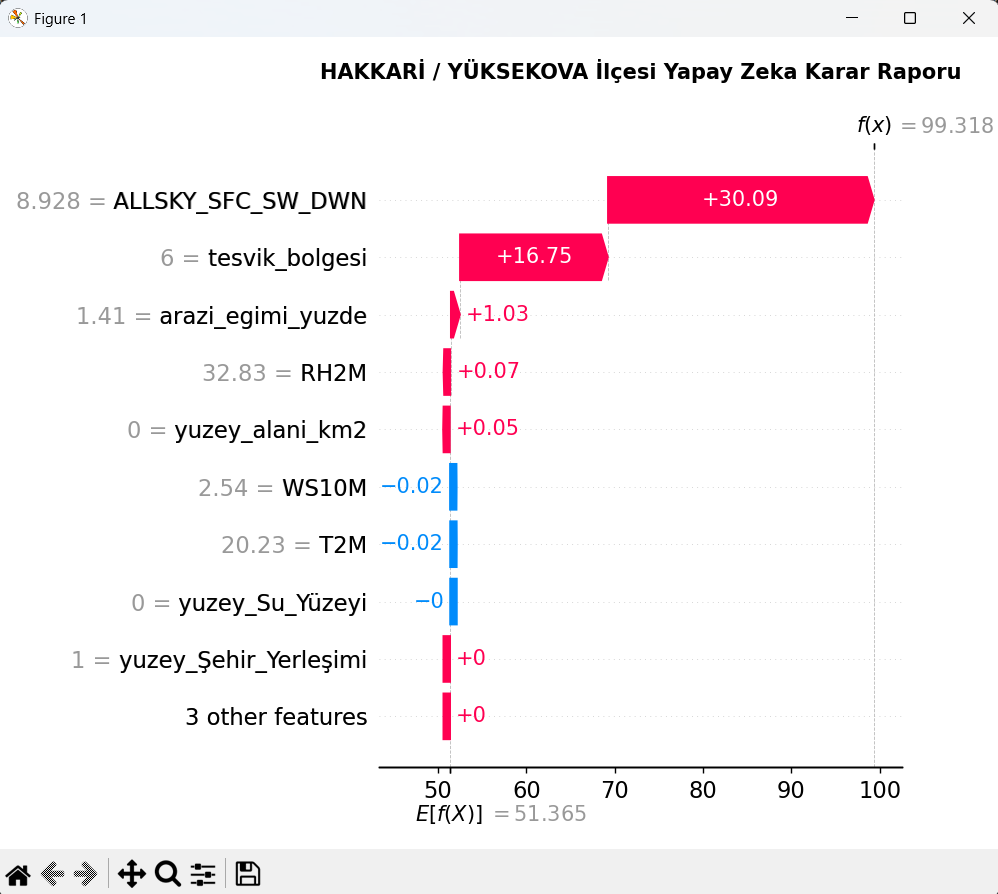 Figure 1
HAKKARİ / YÜKSEKOVA İlçesi Yapay Zeka Karar Raporu
f(x) = 99.318
8.928 = ALLSKY_SFC_SW_DWN +30.09
6 = tesvik_bolgesi +16.75
1.41 = arazi_egimi_yuzde +1.03
32.83 = RH2M +0.07
0 = yuzey_alani_km2 +0.05
2.54 = WS10M −0.02
20.23 = T2M −0.02
0 = yuzey_Su_Yüzeyi −0
1 = yuzey_Şehir_Yerleşimi +0
3 other features +0
50 60 70 80 90 100
E[f(X)] = 51.365